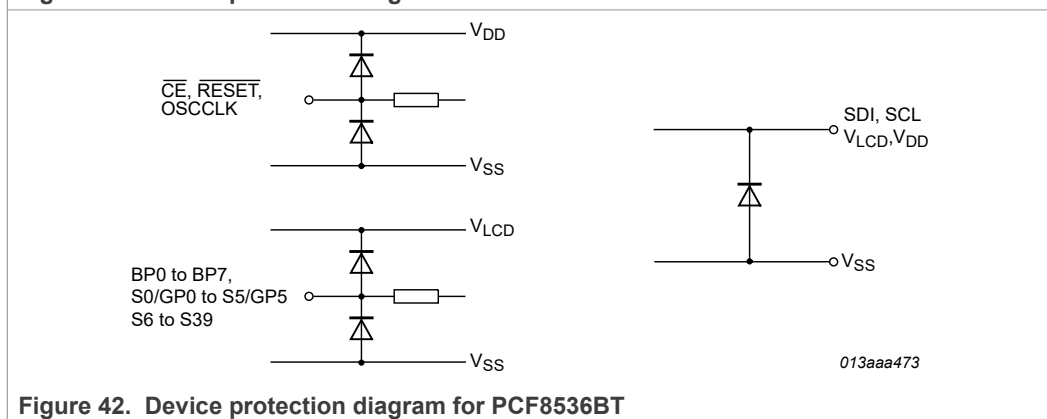 V_DD
CE, RESET,
OSCCLK
V_SS
V_LCD
BP0 to BP7,
S0/GP0 to S5/GP5
S6 to S39
V_SS
SDI, SCL
V_LCD,V_DD
V_SS
013aaa473
Figure 42. Device protection diagram for PCF8536BT